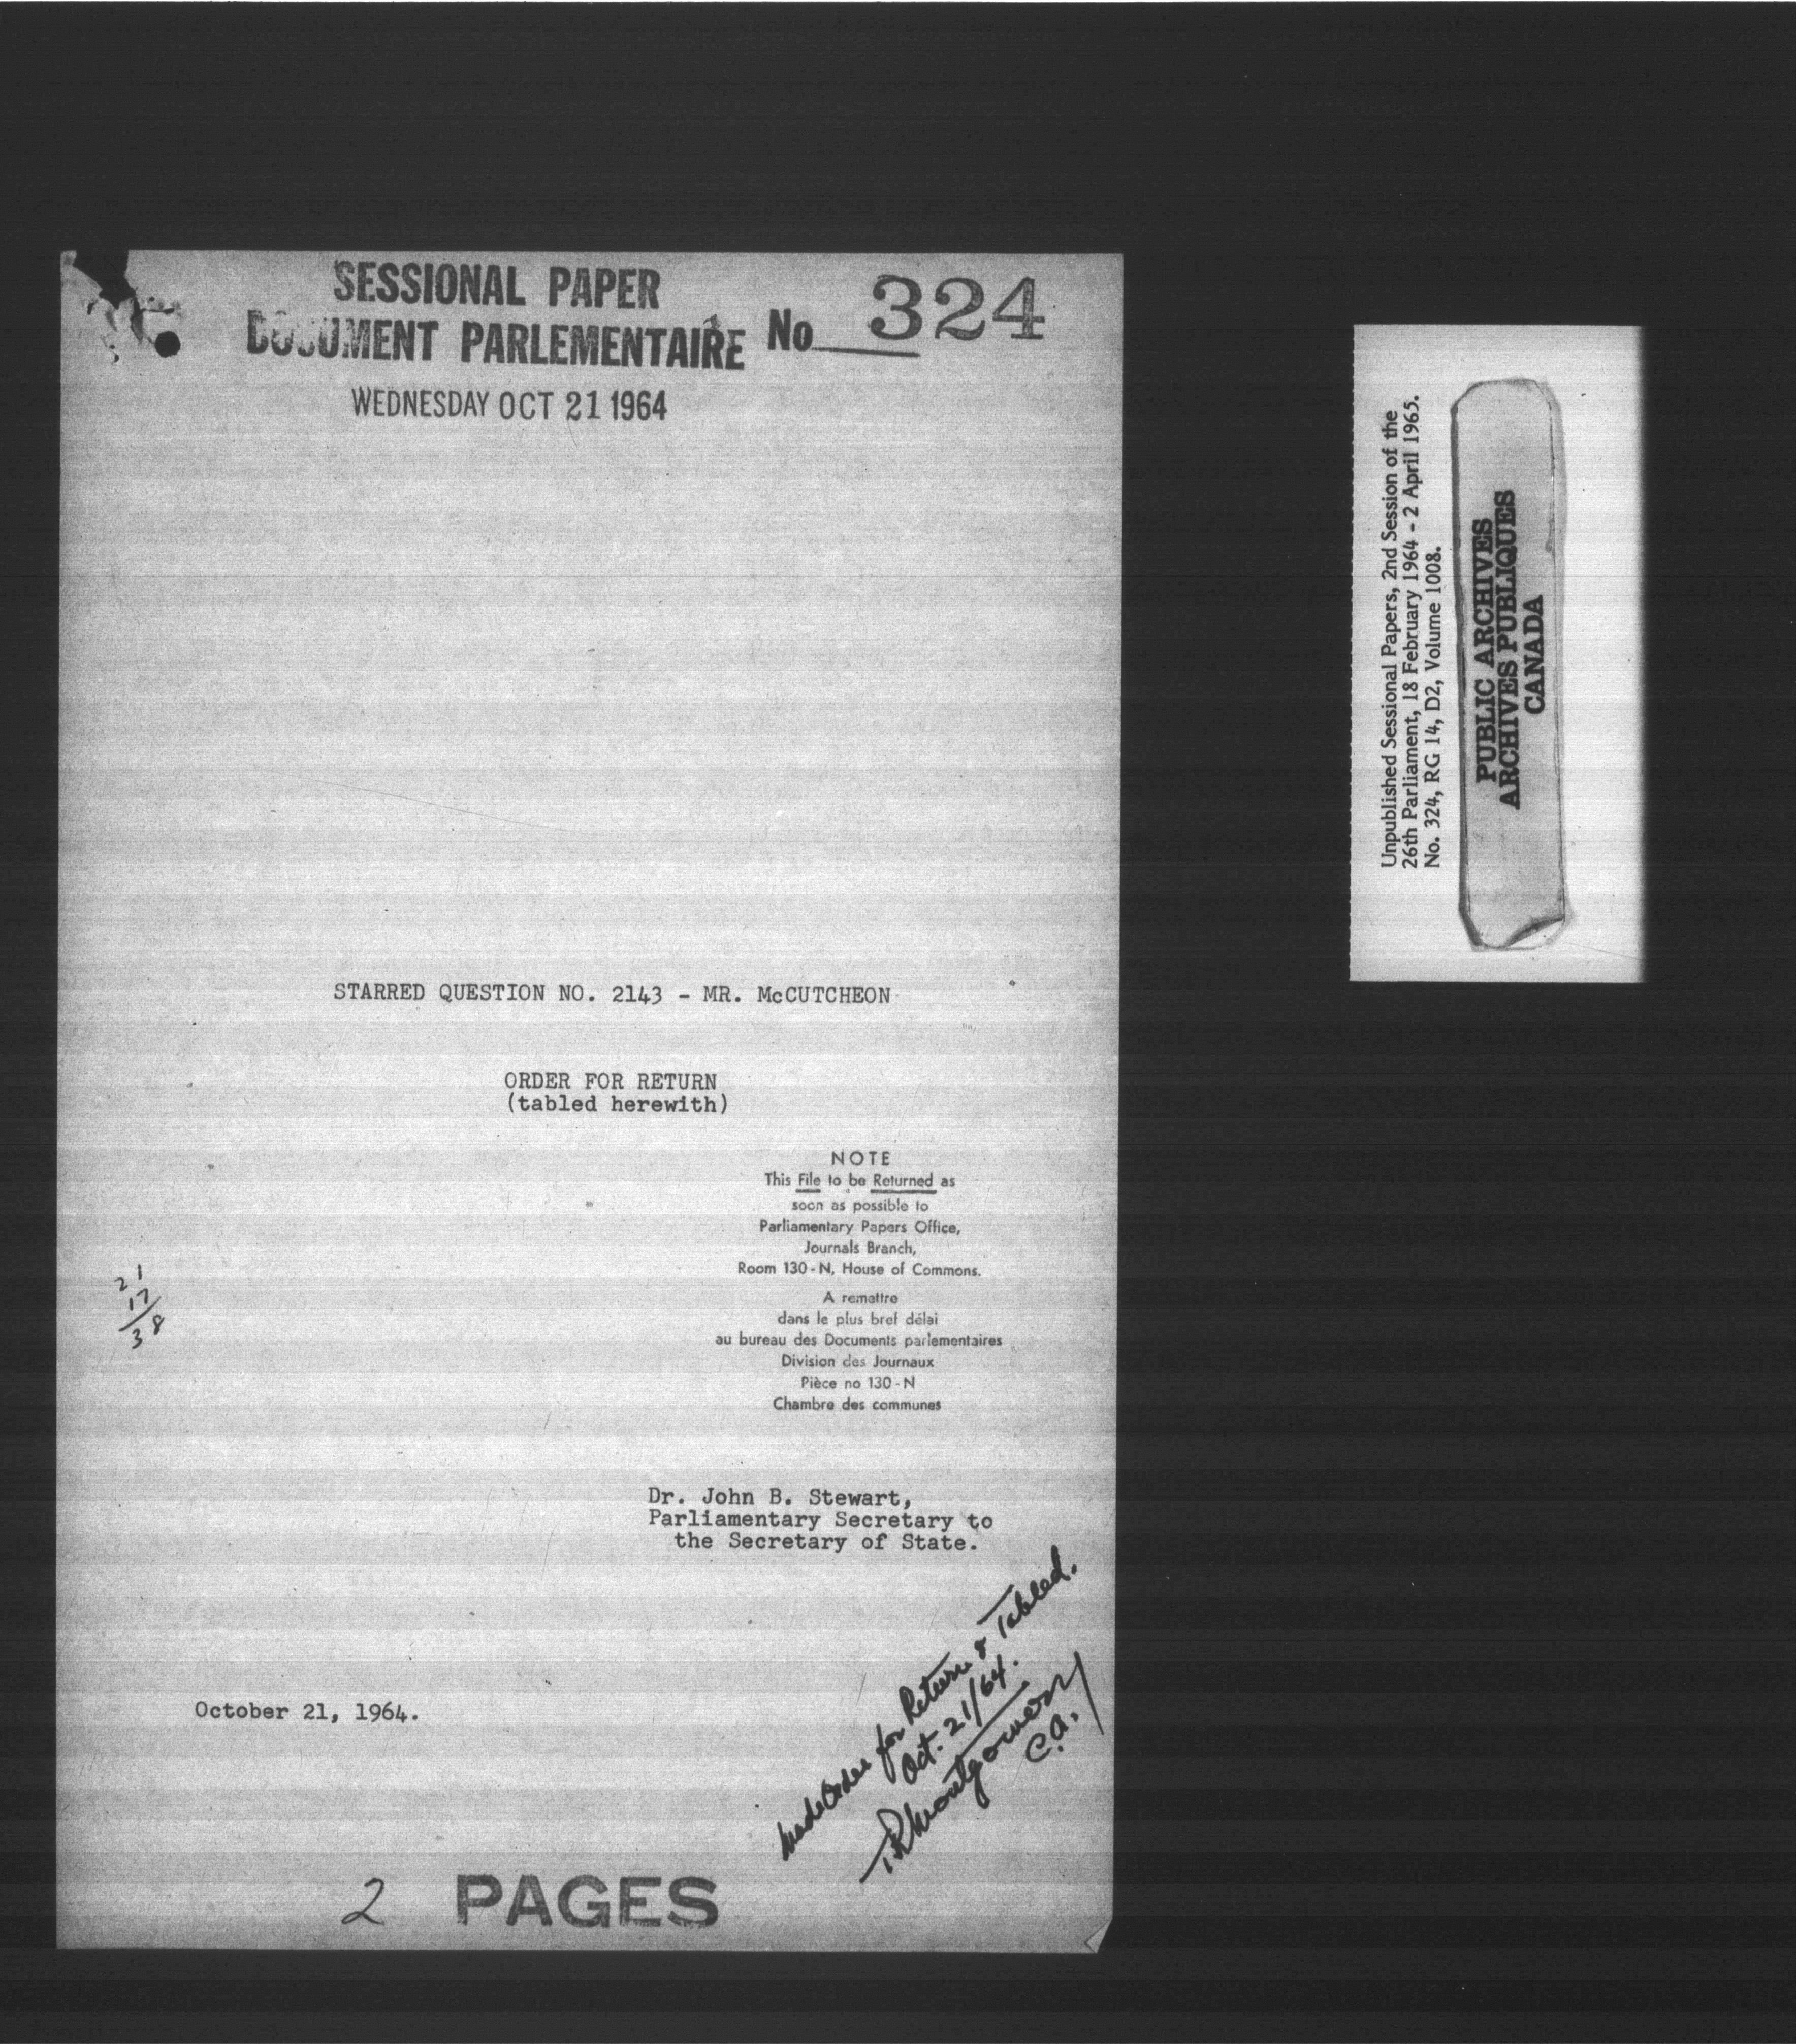 SESSIONAL PAPER
DOCUMENT PARLEMENTAIRE No 324
WEDNESDAY OCT 21 1964
STARRED QUESTION NO. 2143 - MR. McCUTCHEON
ORDER FOR RETURN
(tabled herewith)
NOTE
This File to be Returned as
soon as possible to
Parliamentary Papers Office,
Journals Branch,
Room 130-N, House of Commons.
A remettre
dans le plus bref délai
au bureau des Documents parlementaires
Division des Journaux
Pièce no 130-N
Chambre des communes
21
17
38
Dr. John B. Stewart,
Parliamentary Secretary to
the Secretary of State.
October 21, 1964.
Made Order for Return & Tabled.
Oct. 21/64.
TRMontgomery
C.A.
2 PAGES
Unpublished Sessional Papers, 2nd Session of the
26th Parliament, 18 February 1964 - 2 April 1965.
No. 324, RG 14, D2, Volume 1008.
PUBLIC ARCHIVES
ARCHIVES PUBLIQUES
CANADA